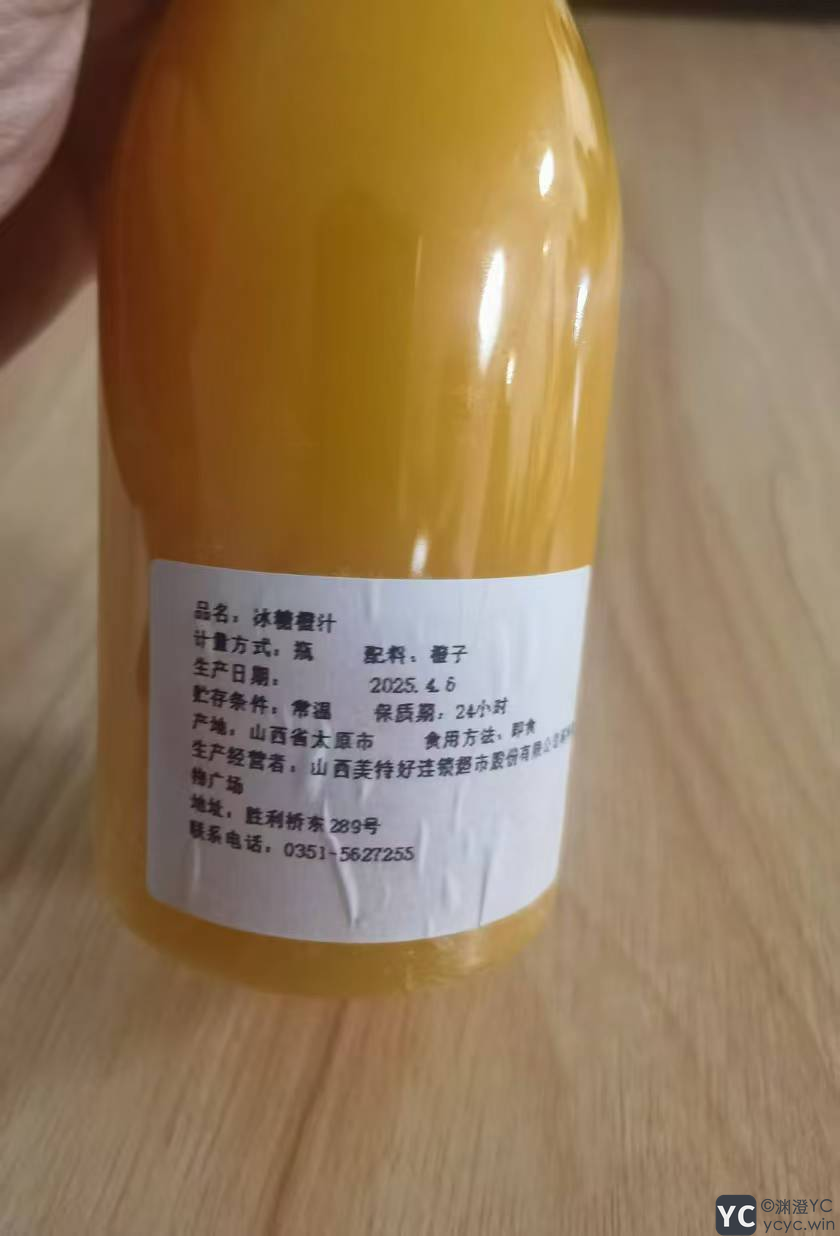 品名：冰糖橙汁
计量方式：瓶 配料：橙子
生产日期： 2025.4.6
贮存条件：常温 保质期：24小时
产地：山西省太原市 食用方法：即食
生产经营者：山西美特好连锁超市股份有限公司
物广场
地址：胜利桥东289号
联系电话：0351-5627255
YC ©渊澄YC
ycyc.win